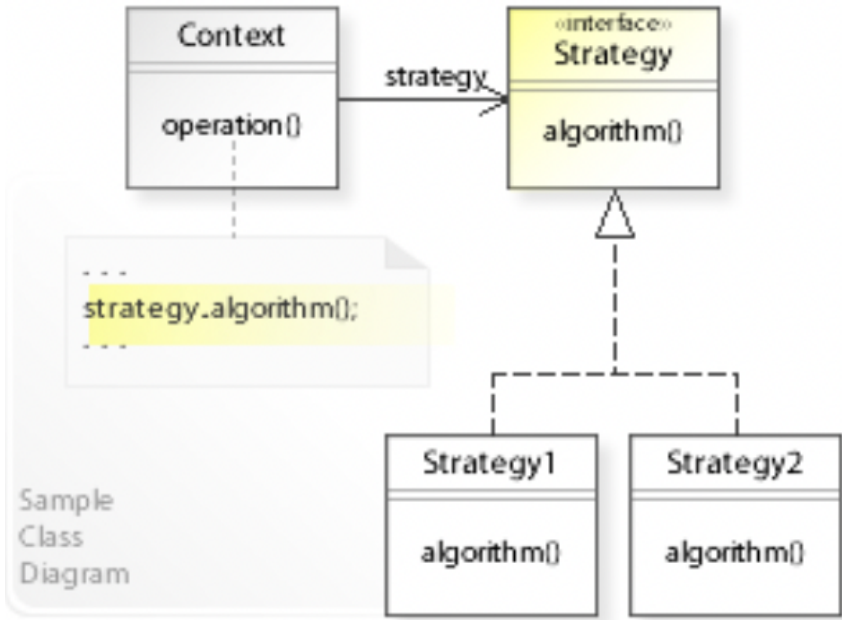 Context
operation()
strategy
«interface»
Strategy
algorithm()
- - -
strategy.algorithm();
- - -
Strategy1
algorithm()
Strategy2
algorithm()
Sample
Class
Diagram